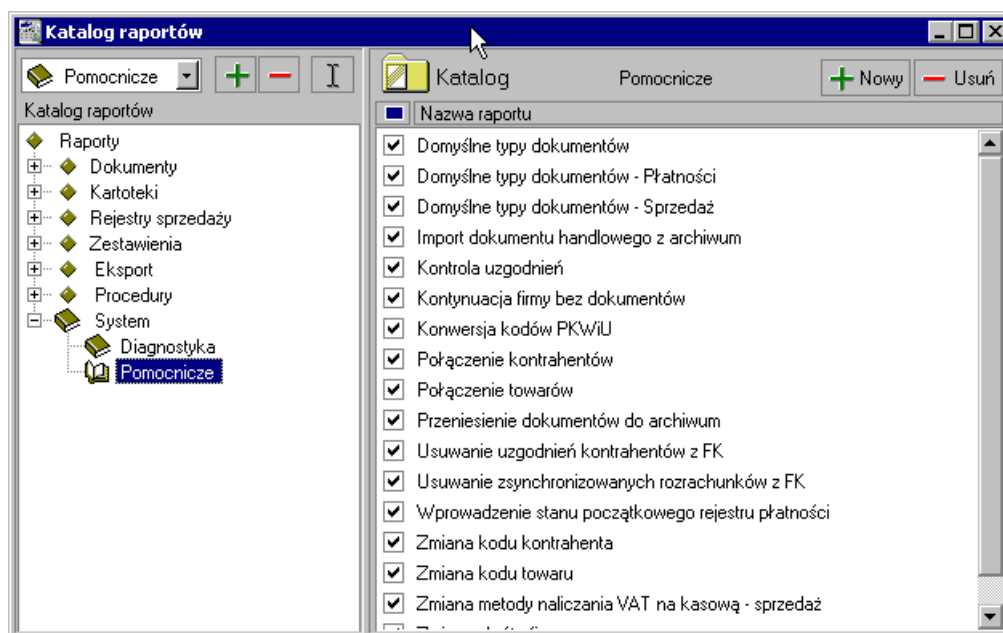 Katalog raportów
Pomocnicze
Katalog raportów
Raporty
Dokumenty
Kartoteki
Rejestry sprzedaży
Zestawienia
Eksport
Procedury
System
Diagnostyka
Pomocnicze
Katalog Pomocnicze Nowy Usuń
Nazwa raportu
Domyślne typy dokumentów
Domyślne typy dokumentów - Płatności
Domyślne typy dokumentów - Sprzedaż
Import dokumentu handlowego z archiwum
Kontrola uzgodnień
Kontynuacja firmy bez dokumentów
Konwersja kodów PKWiU
Połączenie kontrahentów
Połączenie towarów
Przeniesienie dokumentów do archiwum
Usuwanie uzgodnień kontrahentów z FK
Usuwanie zsynchronizowanych rozrachunków z FK
Wprowadzenie stanu początkowego rejestru płatności
Zmiana kodu kontrahenta
Zmiana kodu towaru
Zmiana metody naliczania VAT na kasową - sprzedaż